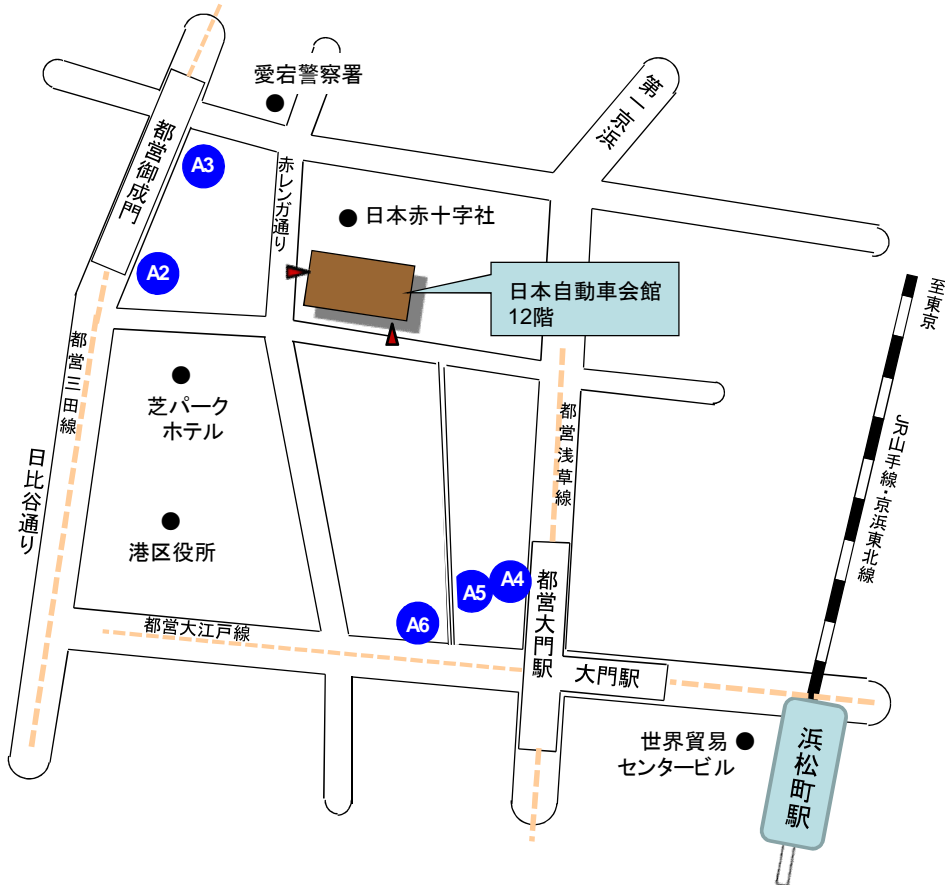 愛宕警察署
第一京浜
都営御成門
A3
赤レンガ通り
日本赤十字社
A2
日本自動車会館
12階
至東京
都営三田線
芝パーク
ホテル
都営浅草線
JR山手線・京浜東北線
日比谷通り
港区役所
A4
A5
A6
都営大門駅
都営大江戸線
大門駅
世界貿易
センタービル
浜松町駅